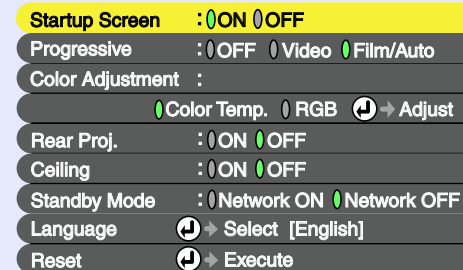 Startup Screen : ON OFF
Progressive : OFF Video Film/Auto
Color Adjustment :
Color Temp. RGB Adjust
Rear Proj. : ON OFF
Ceiling : ON OFF
Standby Mode : Network ON Network OFF
Language Select [English]
Reset Execute